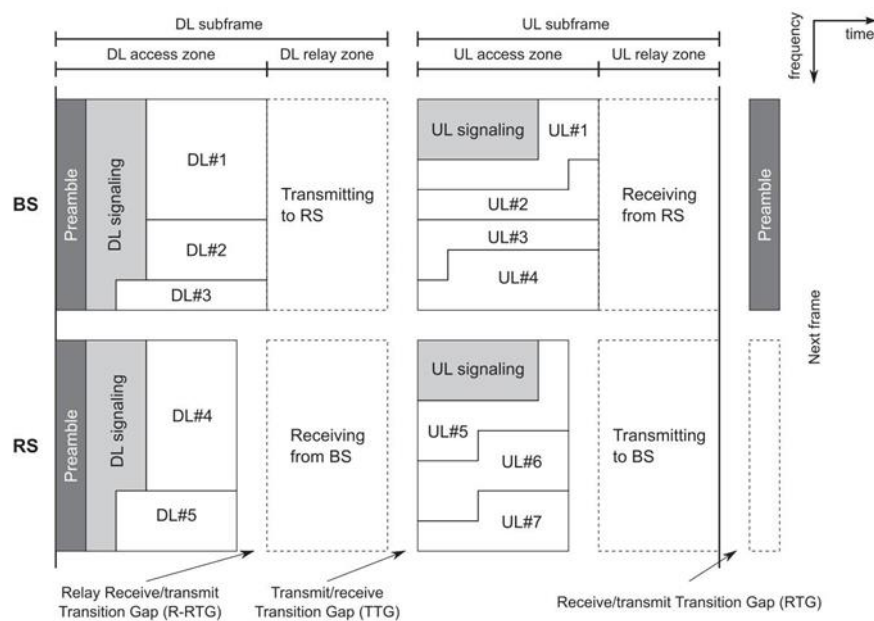 DL subframe
UL subframe
DL access zone
DL relay zone
UL access zone
UL relay zone
frequency
time
BS
Preamble
DL signaling
DL#1
DL#2
DL#3
Transmitting
to RS
UL signaling
UL#1
UL#2
UL#3
UL#4
Receiving
from RS
Preamble
Next frame
RS
Preamble
DL signaling
DL#4
DL#5
Receiving
from BS
UL signaling
UL#5
UL#6
UL#7
Transmitting
to BS
Relay Receive/transmit
Transition Gap (R-RTG)
Transmit/receive
Transition Gap (TTG)
Receive/transmit Transition Gap (RTG)